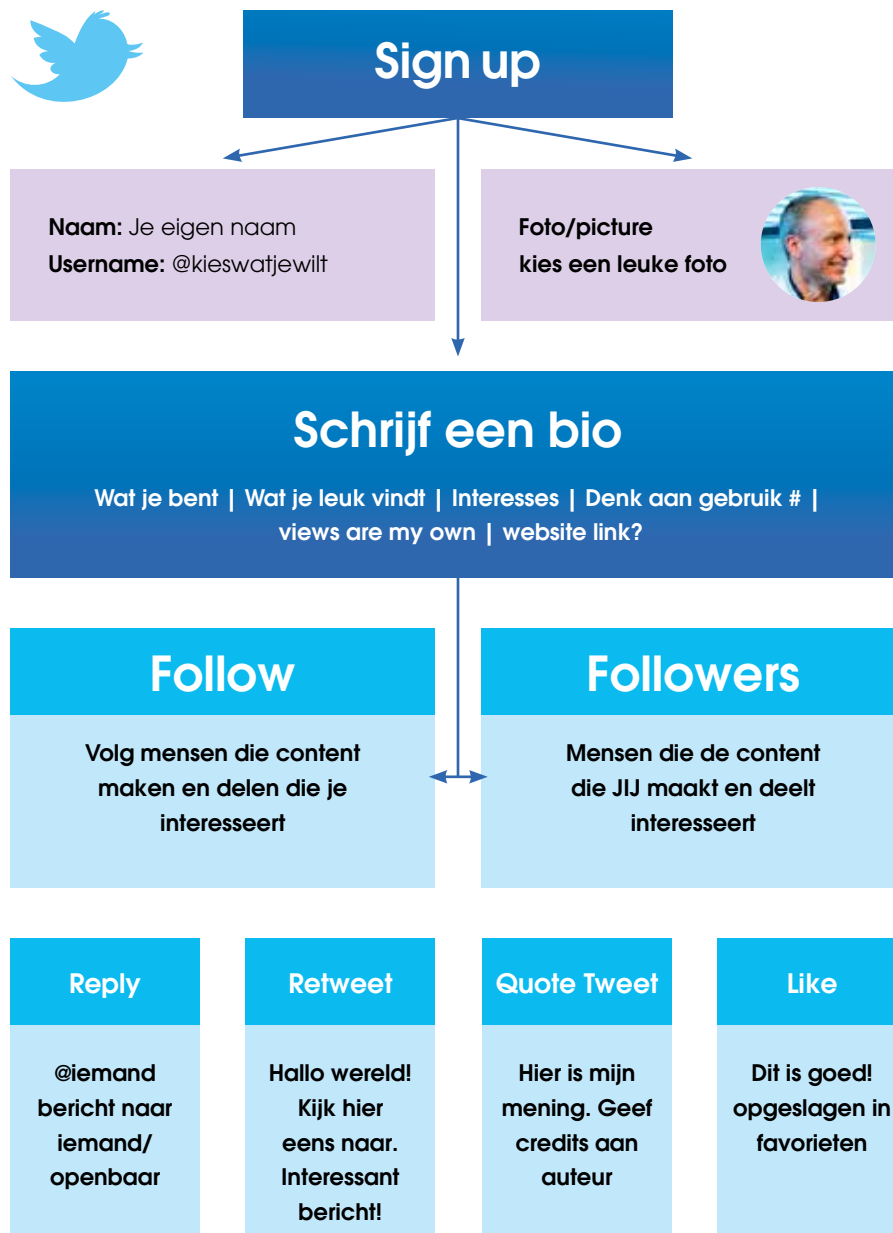 Sign up
Naam: Je eigen naam
Username: @kieswatjewilt
Foto/picture
kies een leuke foto
Schrijf een bio
Wat je bent | Wat je leuk vindt | Interesses | Denk aan gebruik # |
views are my own | website link?
Follow
Volg mensen die content
maken en delen die je
interesseert
Followers
Mensen die de content
die JIJ maakt en deelt
interesseert
Reply
@iemand
bericht naar
iemand/
openbaar
Retweet
Hallo wereld!
Kijk hier
eens naar.
Interessant
bericht!
Quote Tweet
Hier is mijn
mening. Geef
credits aan
auteur
Like
Dit is goed!
opgeslagen in
favorieten